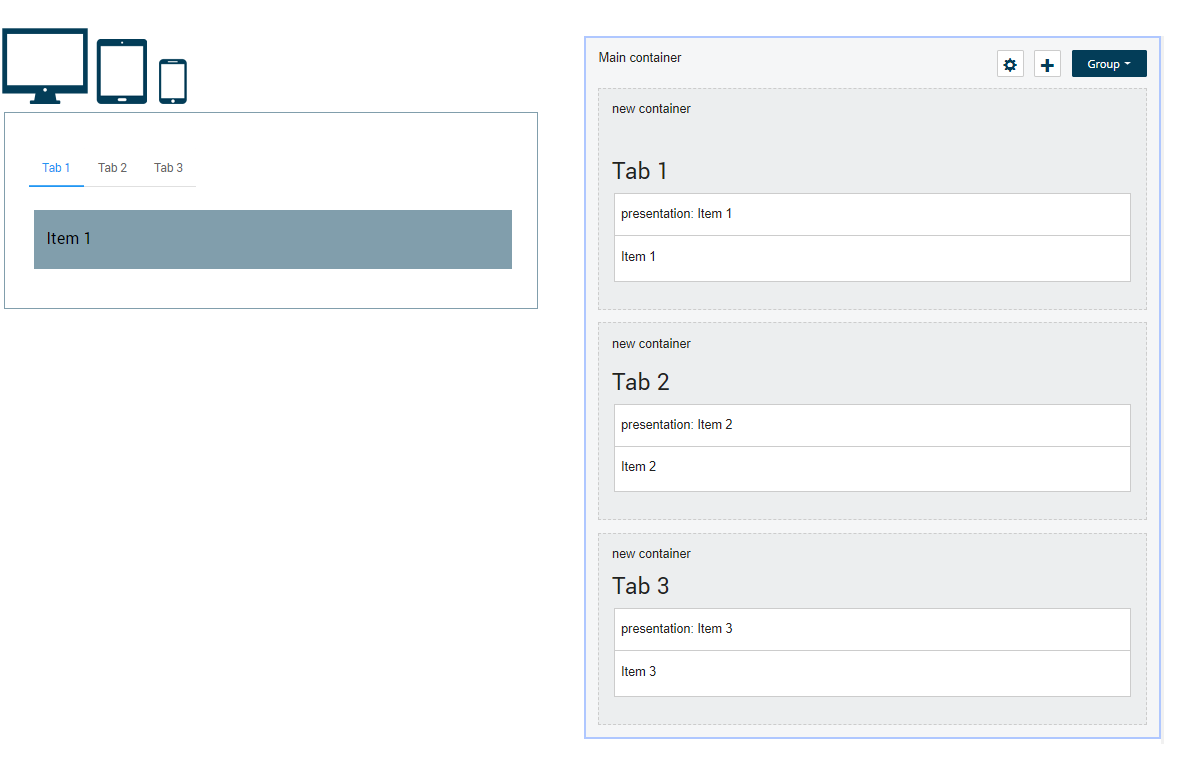 Tab 1 Tab 2 Tab 3
Item 1
Main container
Group
new container
Tab 1
presentation: Item 1
Item 1
new container
Tab 2
presentation: Item 2
Item 2
new container
Tab 3
presentation: Item 3
Item 3